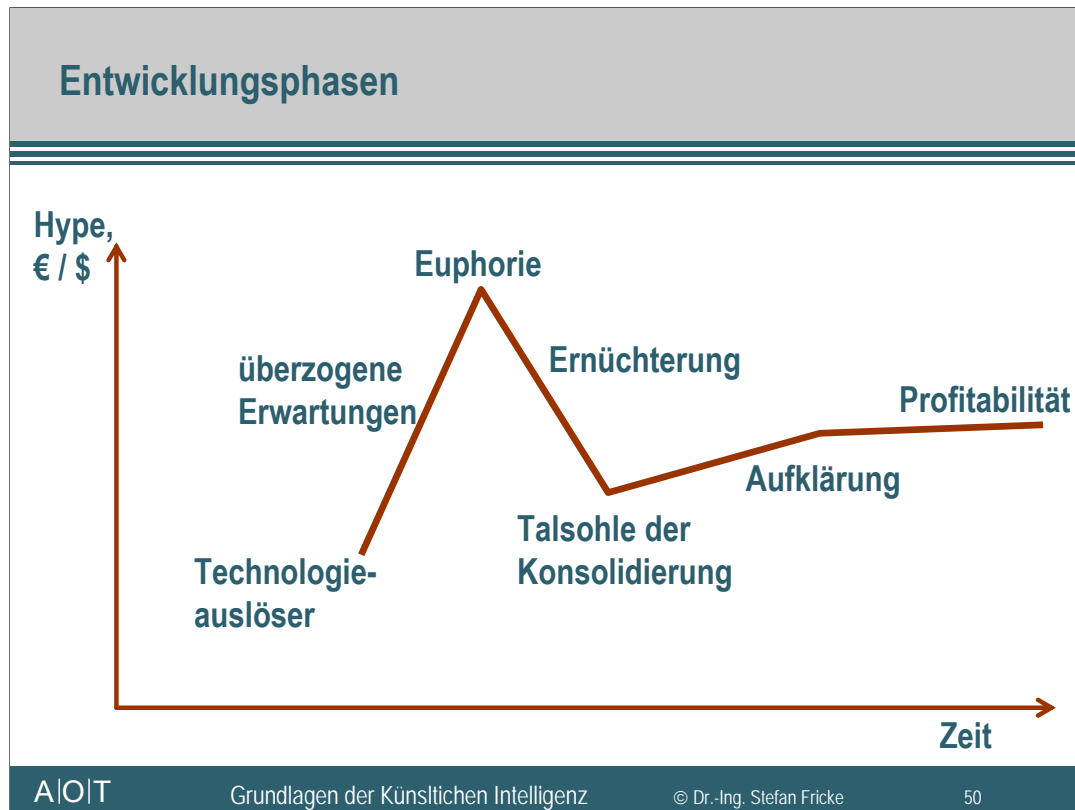 Entwicklungsphasen
Hype,
€ / $
Euphorie
überzogene
Erwartungen
Ernüchterung
Profitabilität
Aufklärung
Talsohle der
Konsolidierung
Technologie-
auslöser
Zeit
A|O|T
Grundlagen der Künsltichen Intelligenz
© Dr.-Ing. Stefan Fricke
50